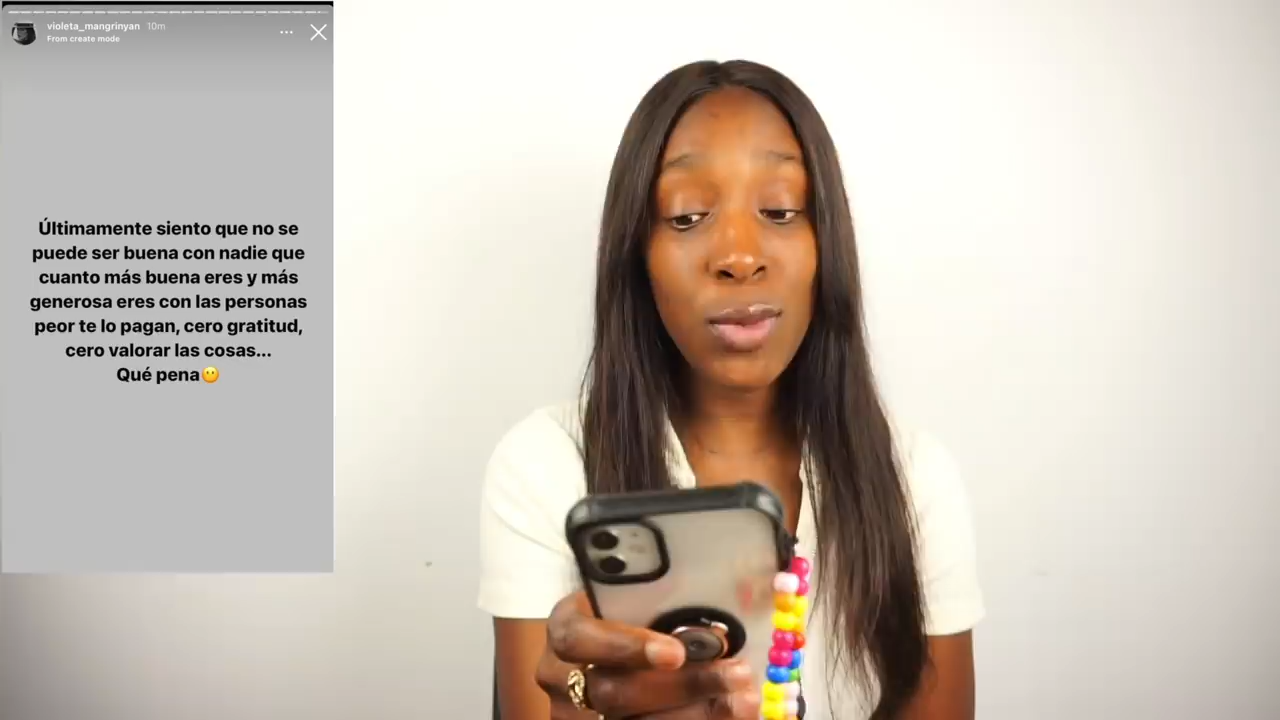 violeta_mangrinyan 10m
From create mode
Últimamente siento que no se
puede ser buena con nadie que
cuanto más buena eres y más
generosa eres con las personas
peor te lo pagan, cero gratitud,
cero valorar las cosas...
Qué pena😶